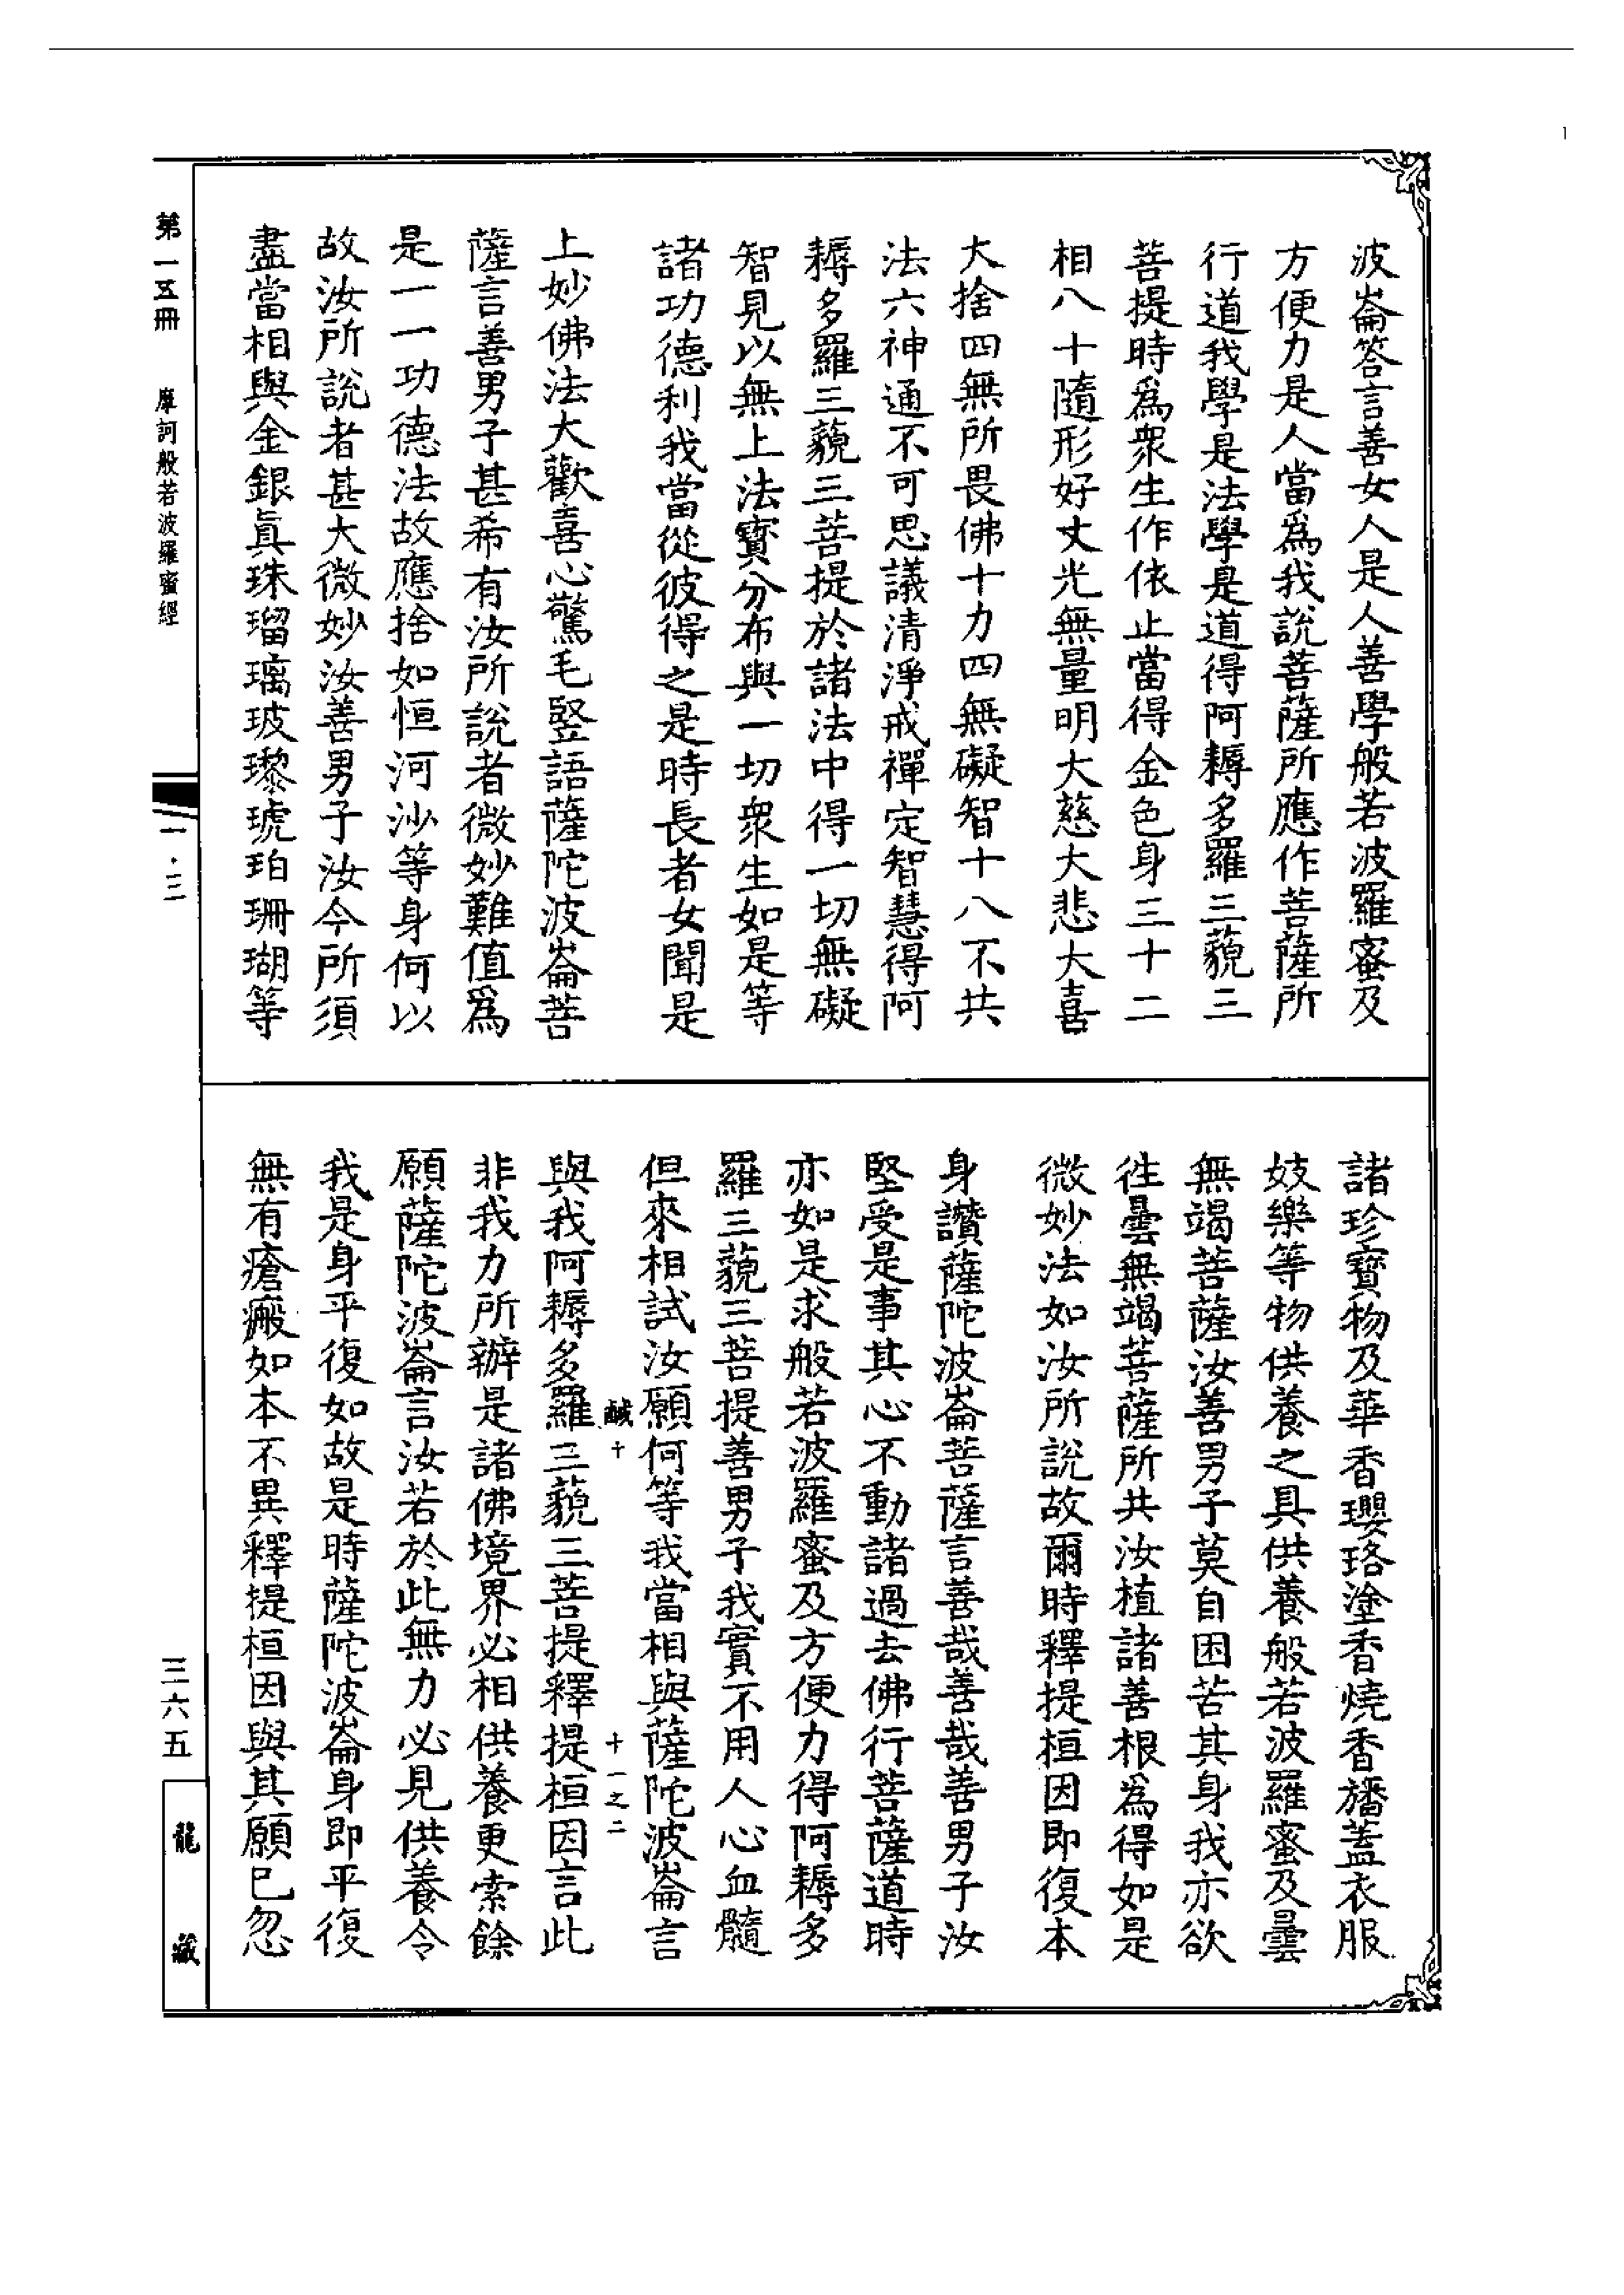 1
波崙答言善女人是人善學般若波羅蜜及
方便力是人當爲我説菩薩所應作菩薩所
行道我學是法學是道得阿耨多羅三藐三
菩提時爲衆生作依止當得金色身三十二
相八十隨形好丈光無量明大慈大悲大喜
大捨四無所畏佛十力四無礙智十八不共
法六神通不可思議清淨戒禪定智慧得阿
耨多羅三藐三菩提於諸法中得一切無礙
智見以無上法寳分布與一切衆生如是等
諸功德利我當從彼得之是時長者女聞是
上妙佛法大歡喜心驚毛竪語薩陀波崙菩
薩言善男子甚希有汝所説者微妙難值爲
是一一功德法故應捨如恒河沙等身何以
故汝所説者甚大微妙汝善男子汝今所須
盡當相與金銀眞珠瑠璃玻瓈琥珀珊瑚等
諸珍寳物及華香瓔珞塗香燒香旛蓋衣服
妓樂等物供養之具供養般若波羅蜜及曇
無竭菩薩汝善男子莫自困苦其身我亦欲
往曇無竭菩薩所共汝植諸善根爲得如是
微妙法如汝所説故爾時釋提桓因即復本
身讚薩陀波崙菩薩言善哉善哉善男子汝
堅受是事其心不動諸過去佛行菩薩道時
亦如是求般若波羅蜜及方便力得阿耨多
羅三藐三菩提善男子我實不用人心血髓
但來相試汝願何等我當相與薩陀波崙言
鹹十 十一之二
與我阿耨多羅三藐三菩提釋提桓因言此
非我力所辦是諸佛境界必相供養更索餘
願薩陀波崙言汝若於此無力必見供養令
我是身平復如故是時薩陀波崙身即平復
無有瘡瘢如本不異釋提桓因與其願已忽
第一五冊 摩訶般若波羅蜜經
一·三
三六五
龍藏